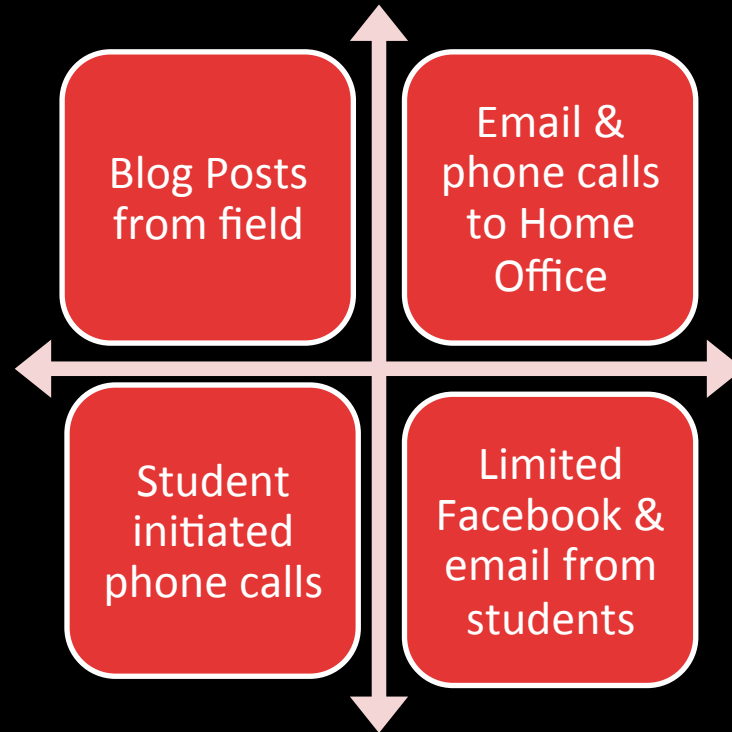 Blog Posts
from field
Email &
phone calls
to Home
Office
Student
initiated
phone calls
Limited
Facebook &
email from
students